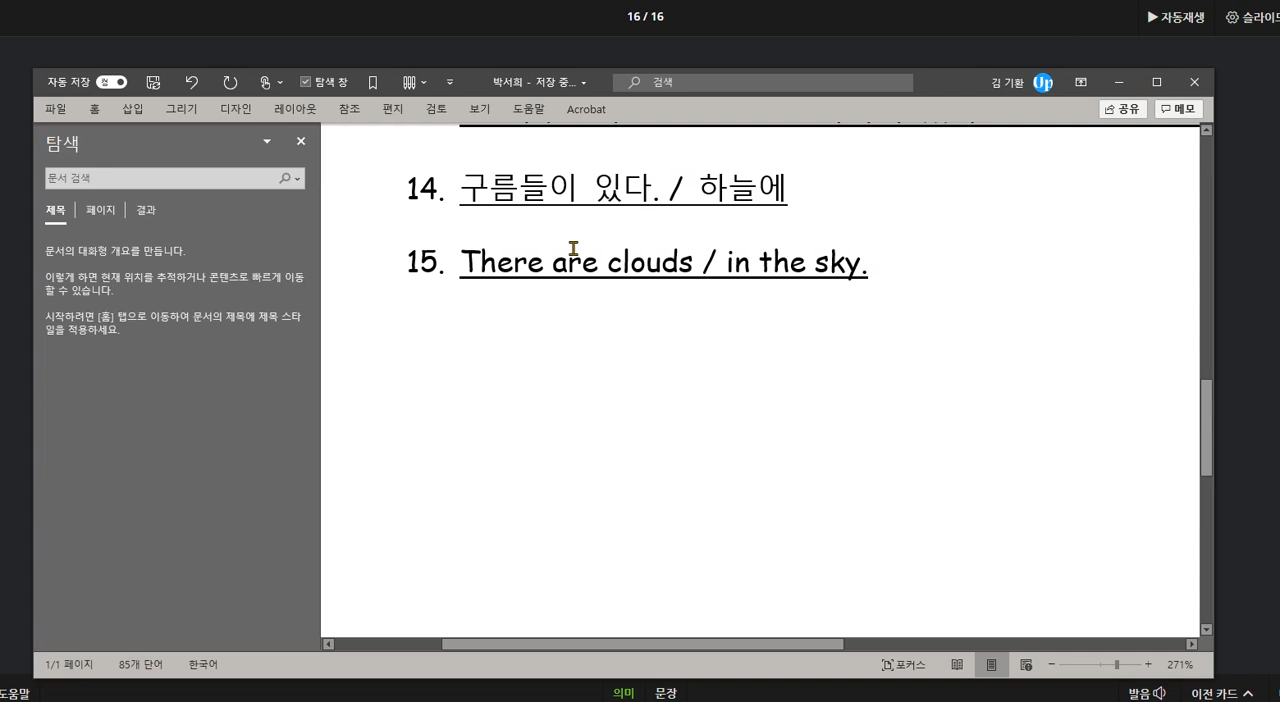 16 / 16
▶ 자동재생
슬라이드
자동 저장
컴
탐색 창
박서희 - 저장 중...
검색
김 기환
Up
파일 홈 삽입 그리기 디자인 레이아웃 참조 편지 검토 보기 도움말 Acrobat
공유
메모
탐색
문서 검색
제목 페이지 결과
문서의 대화형 개요를 만듭니다.
이렇게 하면 현재 위치를 추적하거나 콘텐츠로 빠르게 이동
할 수 있습니다.
시작하려면 [홈] 탭으로 이동하여 문서의 제목에 제목 스타
일을 적용하세요.
14. 구름들이 있다. / 하늘에
15. There are clouds / in the sky.
1/1 페이지 85개 단어 한국어
포커스
271%
도움말
의미 문장
발음
이전 카드